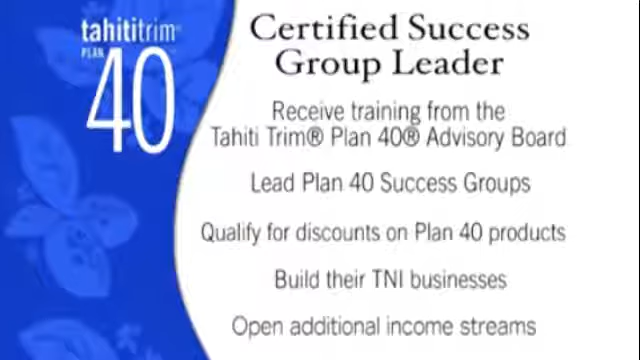 tahititrim
PLAN
40
Certified Success
Group Leader
Receive training from the
Tahiti Trim® Plan 40® Advisory Board
Lead Plan 40 Success Groups
Qualify for discounts on Plan 40 products
Build their TNI businesses
Open additional income streams